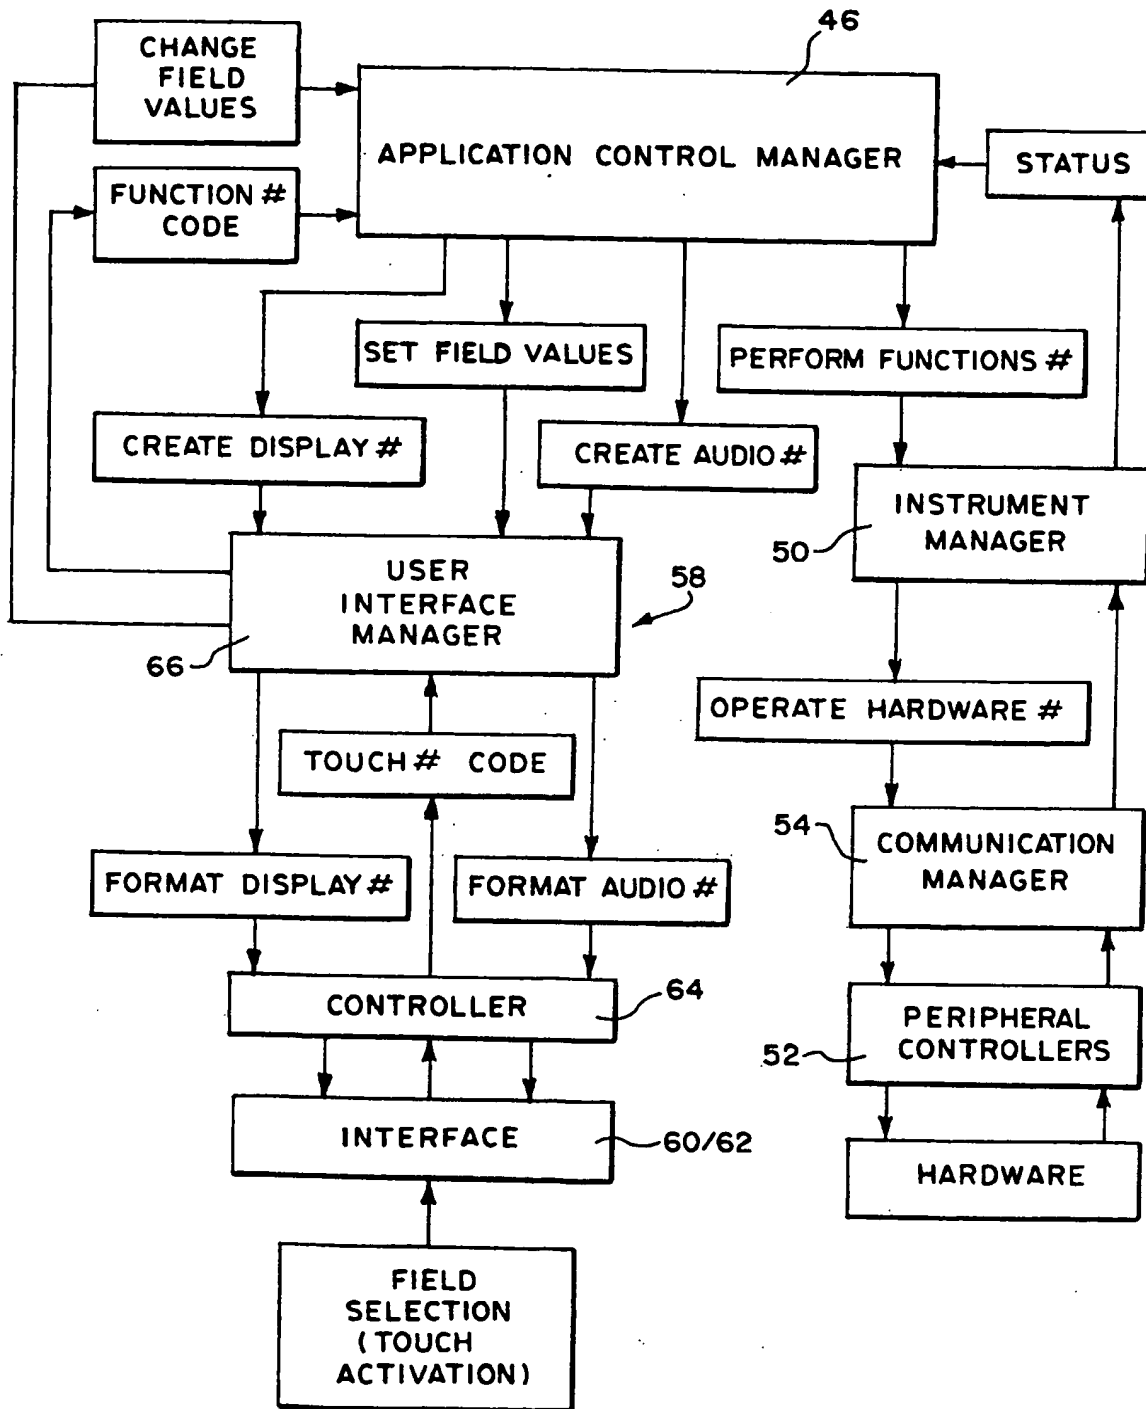 46
CHANGE
FIELD
VALUES
APPLICATION CONTROL MANAGER
STATUS
FUNCTION #
CODE
SET FIELD VALUES
PERFORM FUNCTIONS #
CREATE DISPLAY #
CREATE AUDIO #
INSTRUMENT
MANAGER
50
USER
INTERFACE
MANAGER
58
66
OPERATE HARDWARE #
TOUCH # CODE
54
COMMUNICATION
MANAGER
FORMAT DISPLAY #
FORMAT AUDIO #
CONTROLLER
64
PERIPHERAL
CONTROLLERS
52
INTERFACE
60/62
HARDWARE
FIELD
SELECTION
(TOUCH
ACTIVATION)